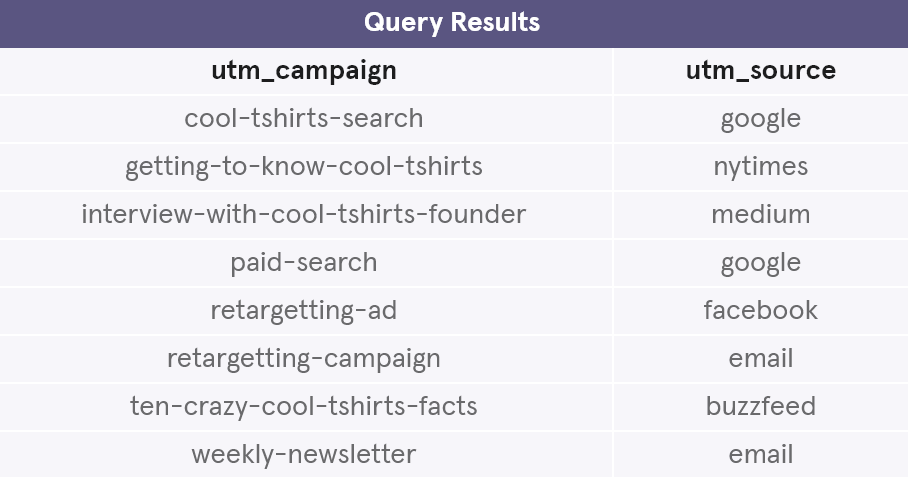 Query Results
utm_campaign utm_source
cool-tshirts-search google
getting-to-know-cool-tshirts nytimes
interview-with-cool-tshirts-founder medium
paid-search google
retargetting-ad facebook
retargetting-campaign email
ten-crazy-cool-tshirts-facts buzzfeed
weekly-newsletter email